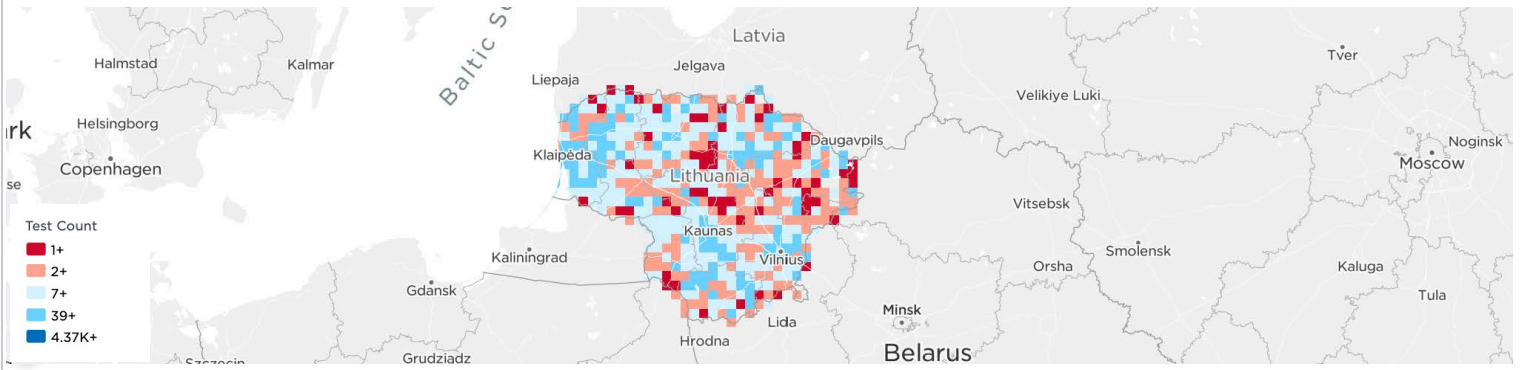 Baltic Se
Latvia
Tver
Halmstad
Kalmar
Jelgava
Liepaja
Velikiye Luki
Helsingborg
ark
Daugavpils
Noginsk
Klaipėda
Moscow
Copenhagen
Lithuania
se
Vitsebsk
Test Count
Kaunas
1+
Smolensk
Kaliningrad
Vilnius
2+
Orsha
Kaluga
7+
Gdansk
Tula
39+
Minsk
Lida
4.37K+
Hrodna
Belarus
Szczecin
Grudziadz